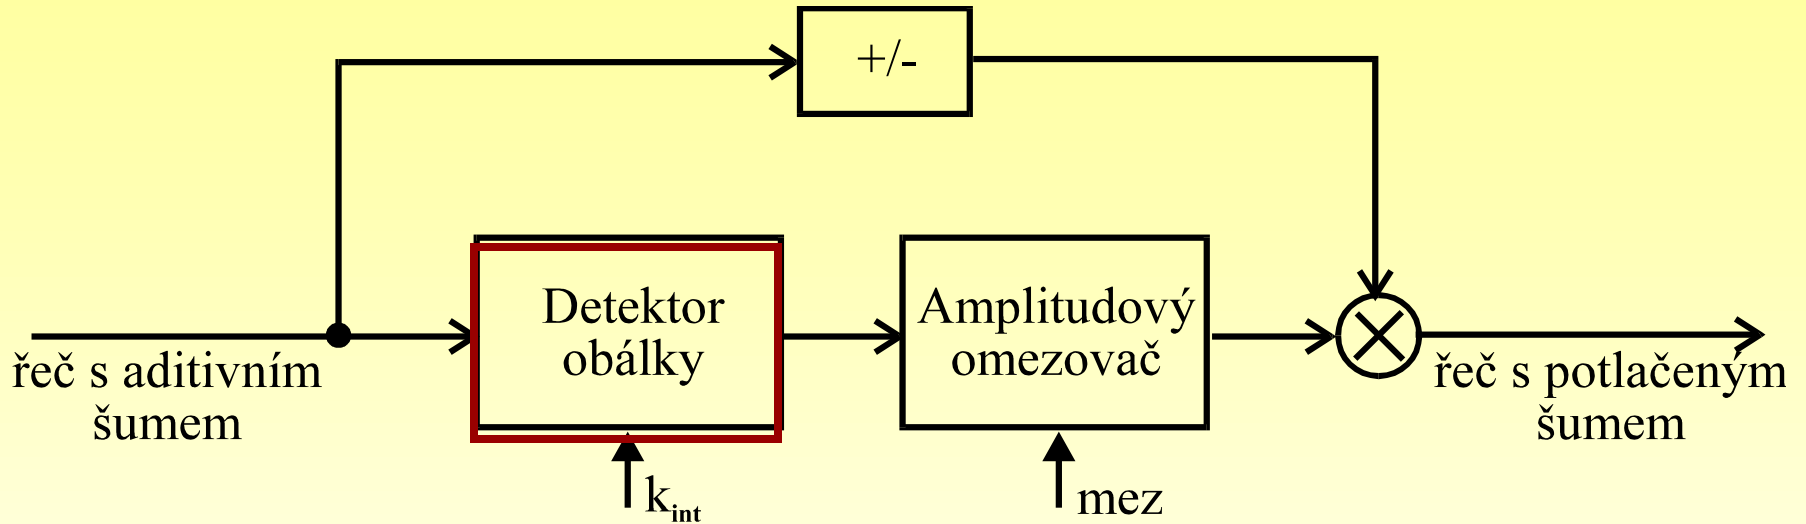 +/-
Detektor
obálky
Amplitudový
omezovač
řeč s aditivním
šumem
řeč s potlačeným
šumem
kint
mez